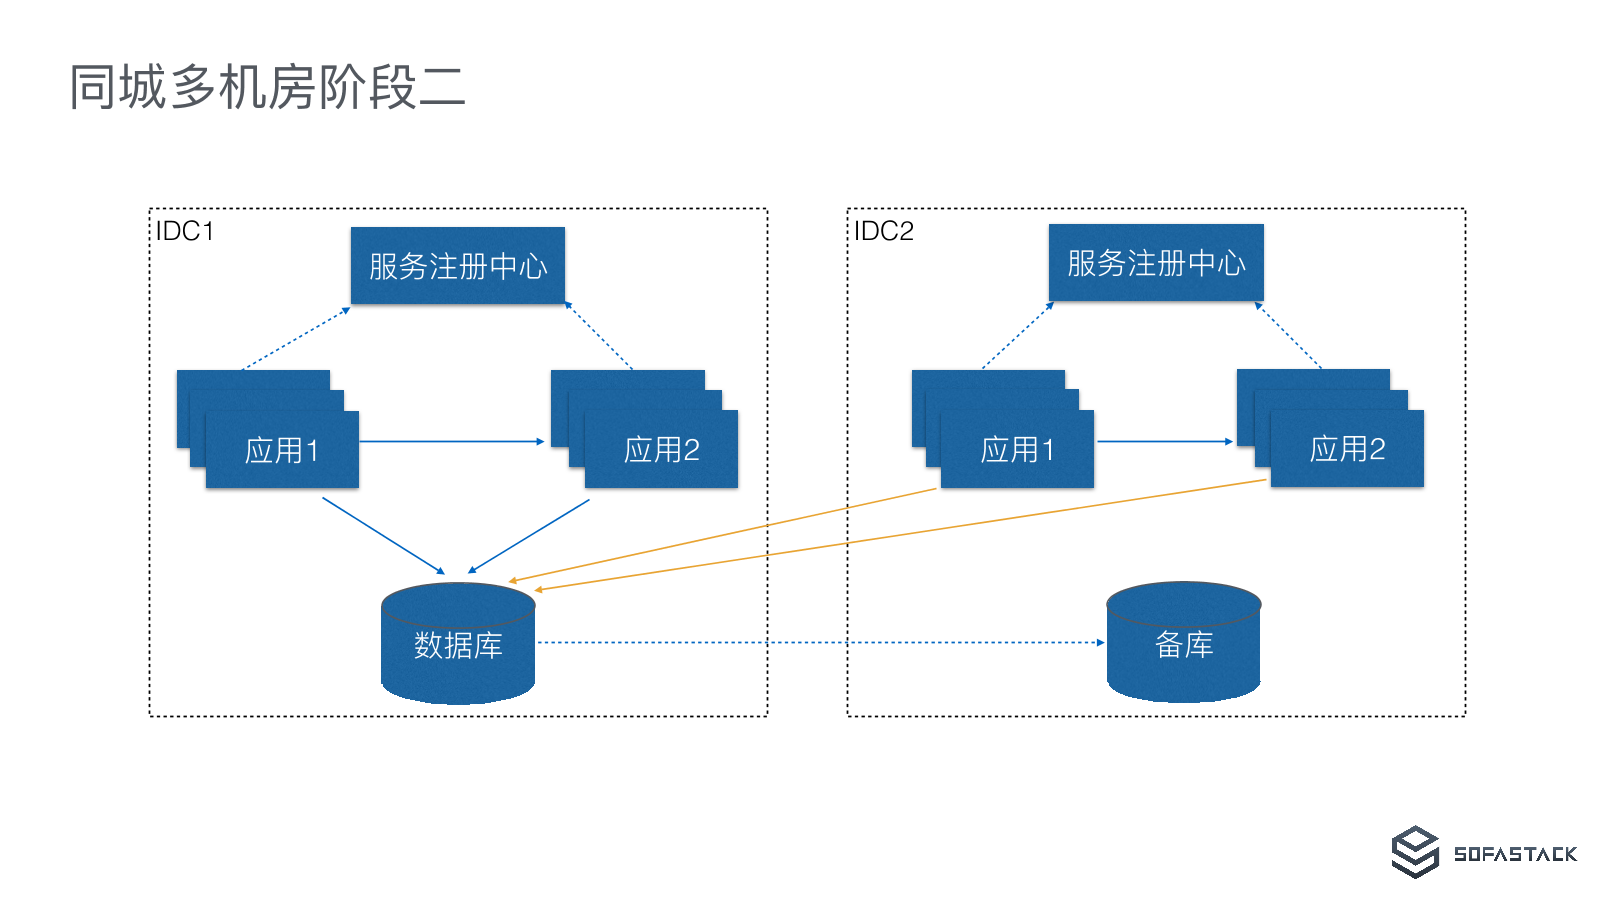 同城多机房阶段二
IDC1
服务注册中心
应用1
应用2
数据库
IDC2
服务注册中心
应用1
应用2
备库
SOFASTACK